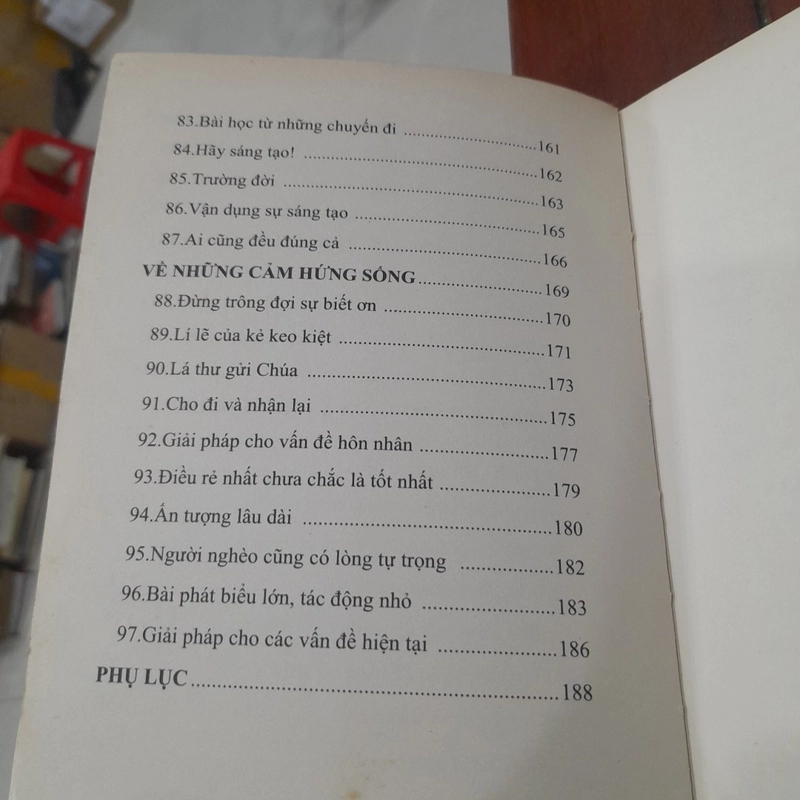 83.Bài học từ những chuyến đi ........................161
84.Hãy sáng tạo! ..........................................162
85.Trường đời .............................................163
86.Vận dụng sự sáng tạo ................................165
87.Ai cũng đều đúng cả ..................................166
VỀ NHỮNG CẢM HỨNG SỐNG........................169
88.Đừng trông đợi sự biết ơn ...........................170
89.Lí lẽ của kẻ keo kiệt ..................................171
90.Lá thư gửi Chúa ........................................173
91.Cho đi và nhận lại ......................................175
92.Giải pháp cho vấn đề hôn nhân ......................177
93.Điều rẻ nhất chưa chắc là tốt nhất ..................179
94.Ấn tượng lâu dài ........................................180
95.Người nghèo cũng có lòng tự trọng ................182
96.Bài phát biểu lớn, tác động nhỏ ......................183
97.Giải pháp cho các vấn đề hiện tại ....................186
PHỤ LỤC......................................................188